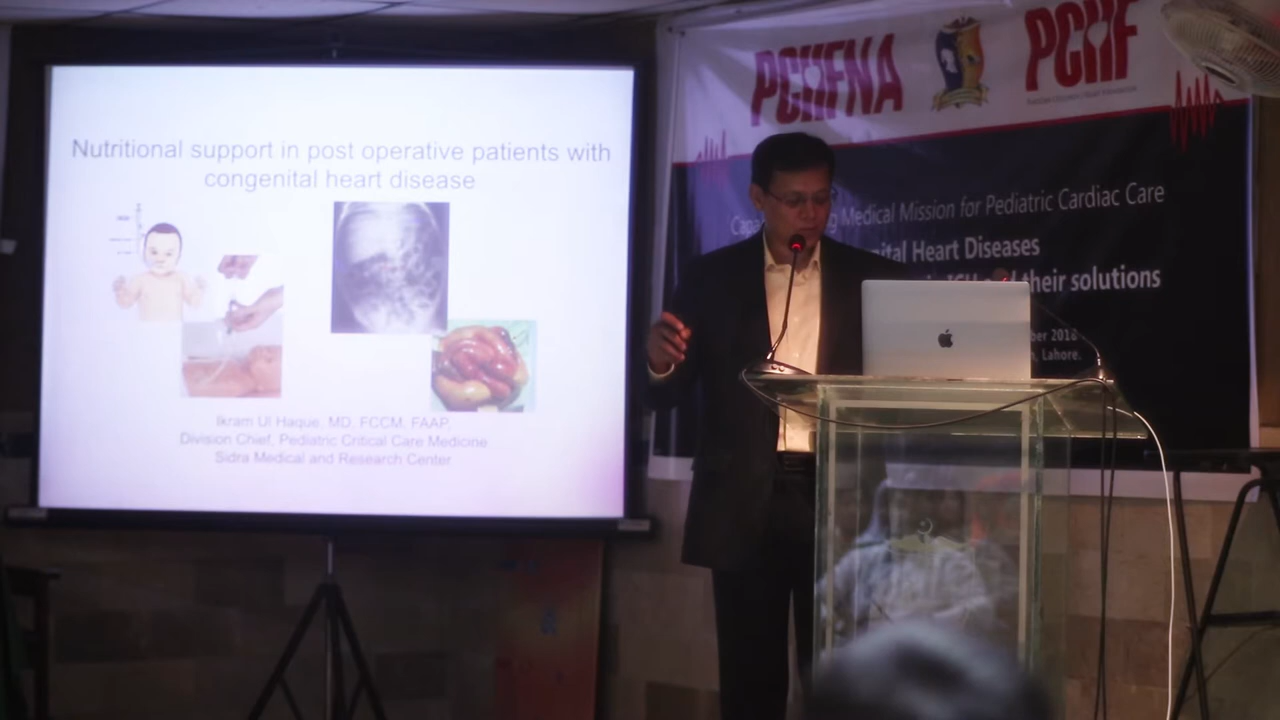 Nutritional support in post operative patients with
congenital heart disease
Ikram Ul Haque, MD, FCCM, FAAP,
Division Chief, Pediatric Critical Care Medicine
Sidra Medical and Research Center
PCHFNA
PCHF
Medical Mission for Pediatric Cardiac Care
Heart Diseases
their solutions
2018
Lahore.